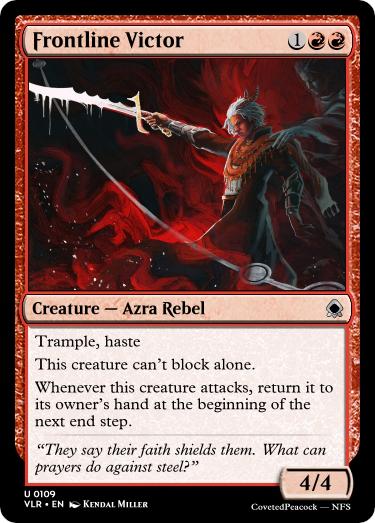 Frontline Victor 1
Creature — Azra Rebel
Trample, haste
This creature can't block alone.
Whenever this creature attacks, return it to
its owner's hand at the beginning of the
next end step.
"They say their faith shields them. What can
prayers do against steel?"
4/4
U 0109
VLR • EN Kendal Miller
CovetedPeacock — NFS